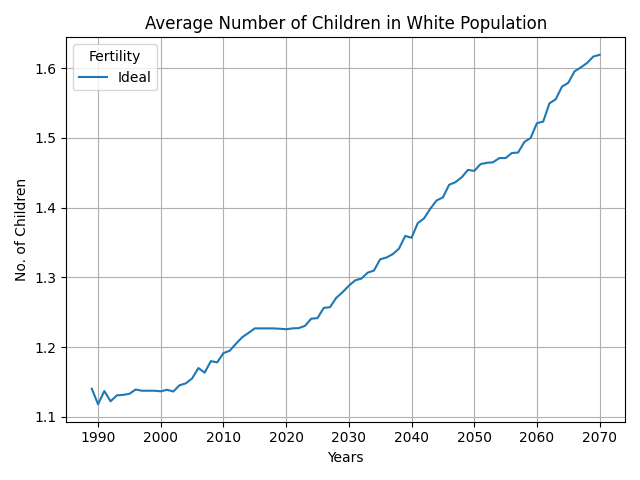 Average Number of Children in White Population
Fertility
Ideal
No. of Children
1.6
1.5
1.4
1.3
1.2
1.1
1990 2000 2010 2020 2030 2040 2050 2060 2070
Years